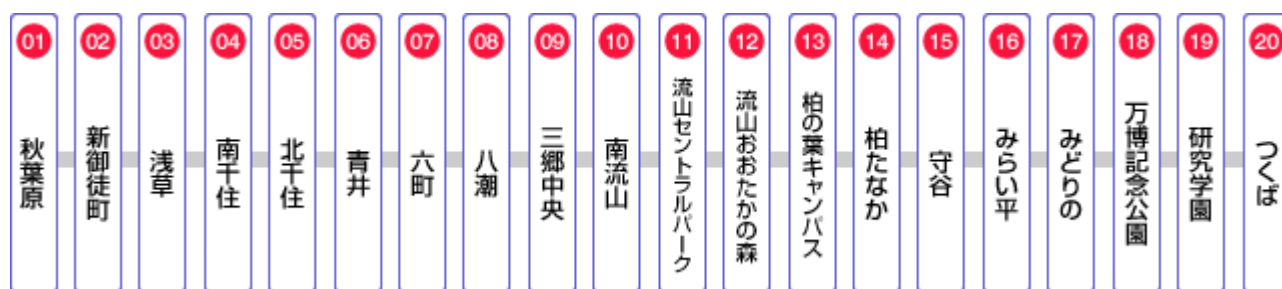 01
秋葉原
02
新御徒町
03
浅草
04
南千住
05
北千住
06
青井
07
六町
08
八潮
09
三郷中央
10
南流山
11
流山セントラルパーク
12
流山おおたかの森
13
柏の葉キャンパス
14
柏たなか
15
守谷
16
みらい平
17
みどりの
18
万博記念公園
19
研究学園
20
つくば